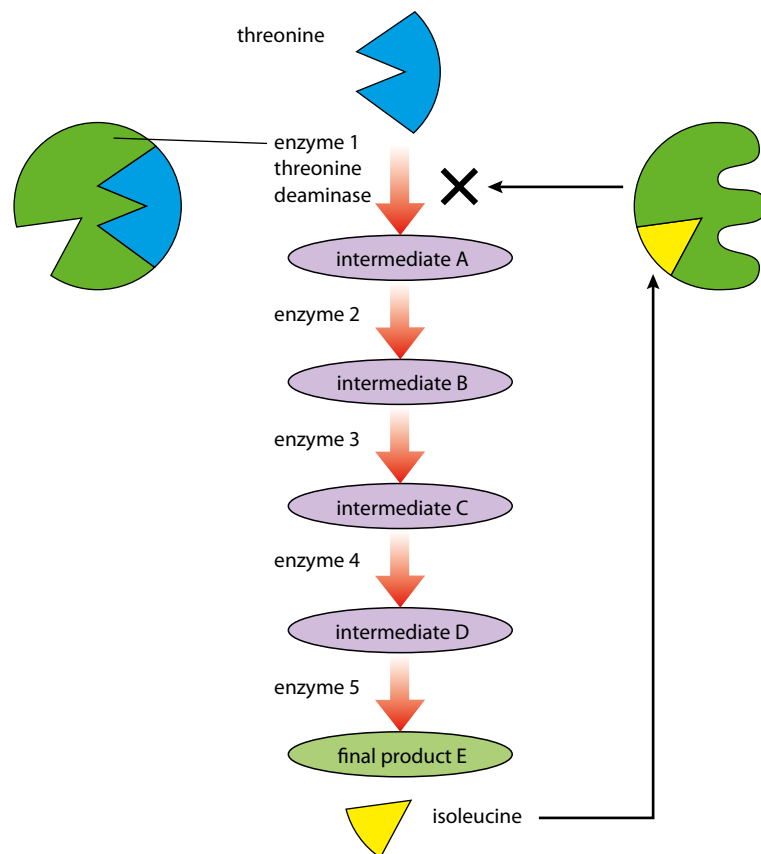 threonine
enzyme 1
threonine
deaminase
intermediate A
enzyme 2
intermediate B
enzyme 3
intermediate C
enzyme 4
intermediate D
enzyme 5
final product E
isoleucine